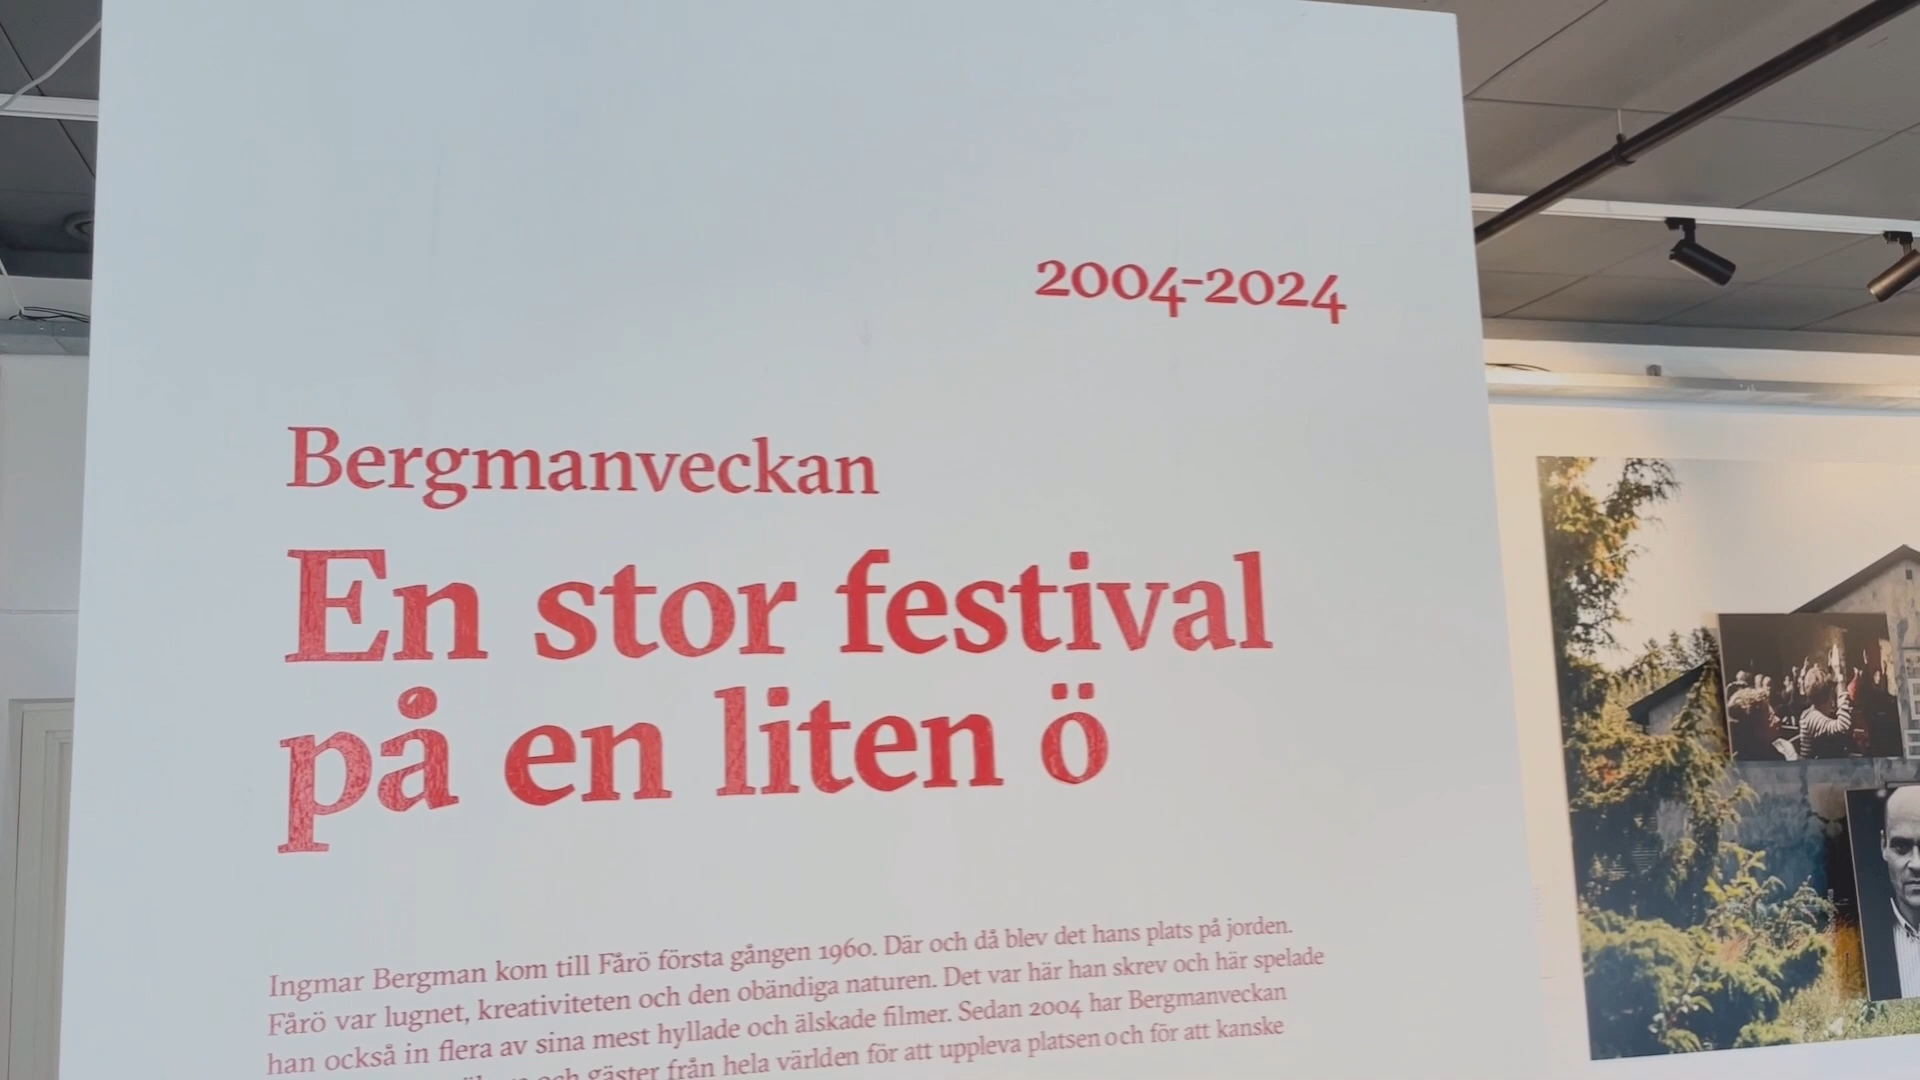 2004-2024
Bergmanveckan
En stor festival
på en liten ö
Ingmar Bergman kom till Fårö första gången 1960. Där och då blev det hans plats på jorden.
Fårö var lugnet, kreativiteten och den obändiga naturen. Det var här han skrev och här spelade
han också in flera av sina mest hyllade och älskade filmer. Sedan 2004 har Bergmanveckan
och gäster från hela världen för att uppleva platsen och för att kanske